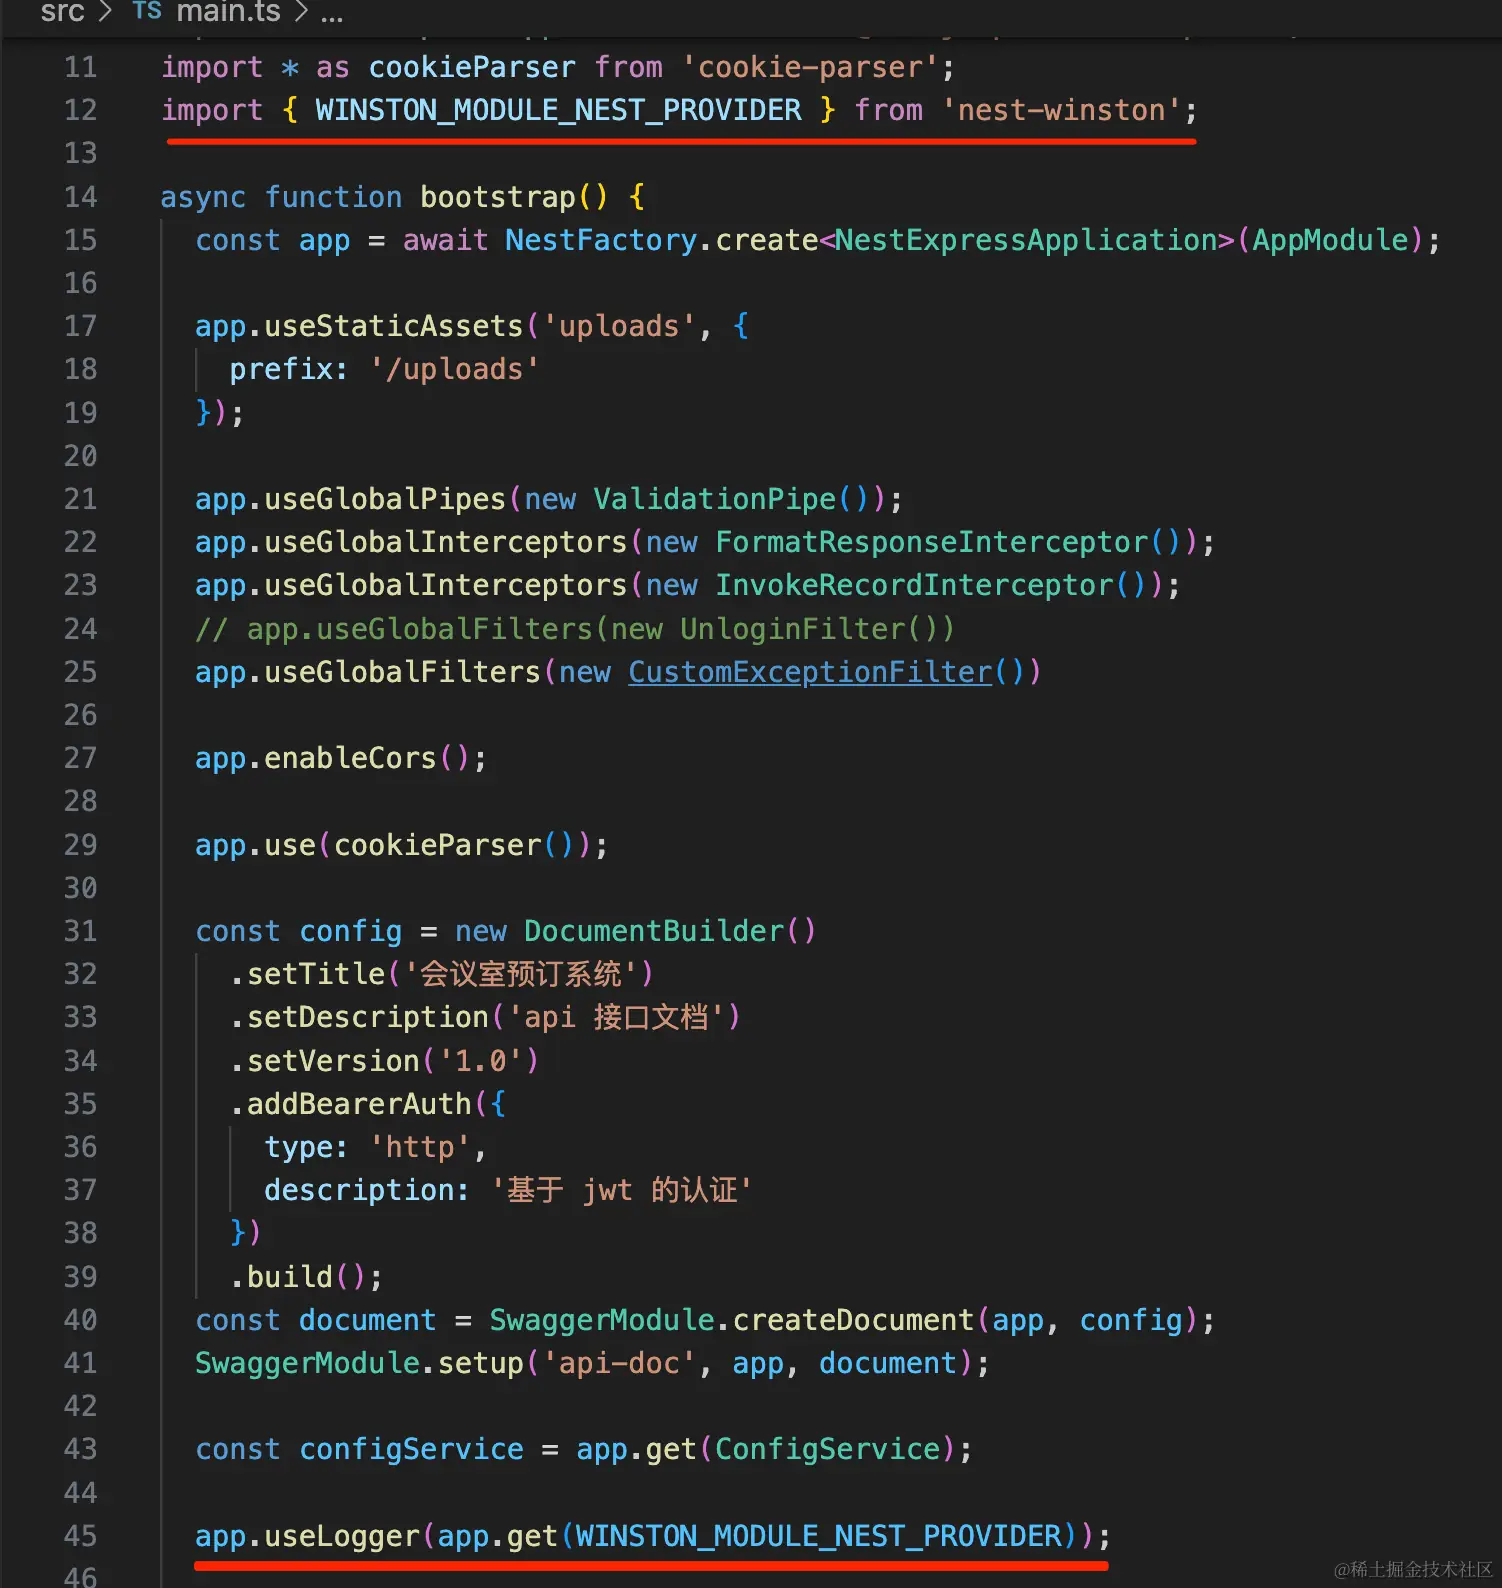 src > TS main.ts > ...
11 import * as cookieParser from 'cookie-parser';
12 import { WINSTON_MODULE_NEST_PROVIDER } from 'nest-winston';
13
14 async function bootstrap() {
15   const app = await NestFactory.create<NestExpressApplication>(AppModule);
16
17   app.useStaticAssets('uploads', {
18     prefix: '/uploads'
19   });
20
21   app.useGlobalPipes(new ValidationPipe());
22   app.useGlobalInterceptors(new FormatResponseInterceptor());
23   app.useGlobalInterceptors(new InvokeRecordInterceptor());
24   // app.useGlobalFilters(new UnloginFilter())
25   app.useGlobalFilters(new CustomExceptionFilter())
26
27   app.enableCors();
28
29   app.use(cookieParser());
30
31   const config = new DocumentBuilder()
32     .setTitle('会议室预订系统')
33     .setDescription('api 接口文档')
34     .setVersion('1.0')
35     .addBearerAuth({
36       type: 'http',
37       description: '基于 jwt 的认证'
38     })
39     .build();
40   const document = SwaggerModule.createDocument(app, config);
41   SwaggerModule.setup('api-doc', app, document);
42
43   const configService = app.get(ConfigService);
44
45   app.useLogger(app.get(WINSTON_MODULE_NEST_PROVIDER));
46
@稀土掘金技术社区